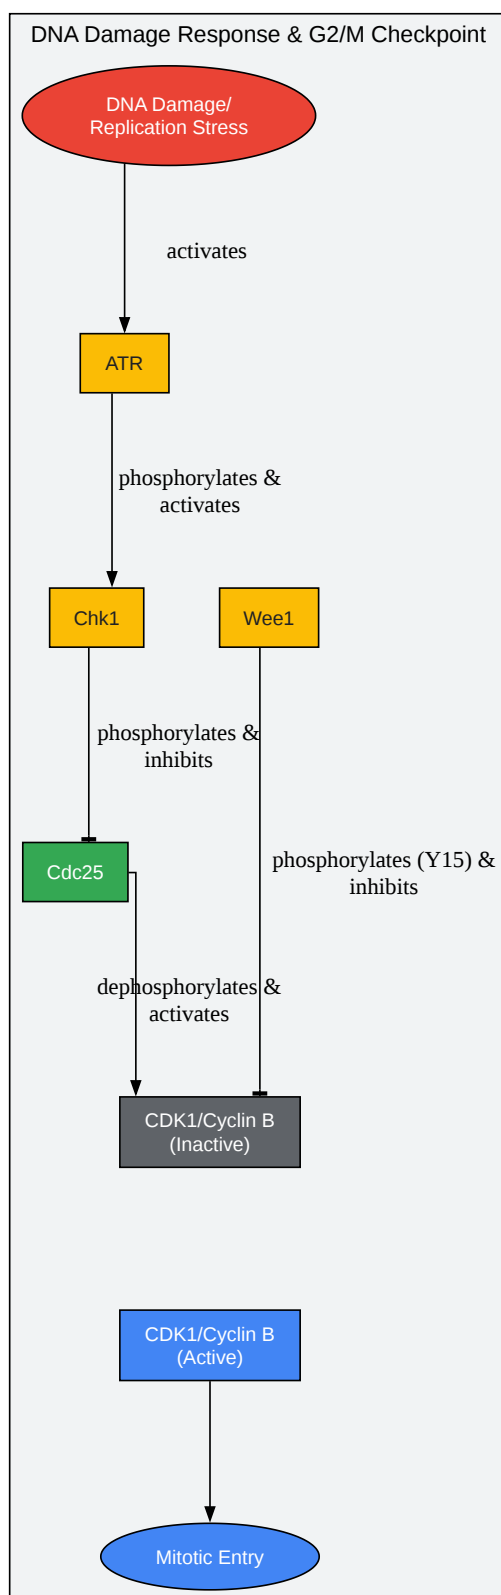 DNA Damage Response & G2/M Checkpoint
DNA Damage/
Replication Stress
activates
ATR
phosphorylates &
activates
Chk1
Wee1
phosphorylates &
inhibits
Cdc25
phosphorylates (Y15) &
inhibits
dephosphorylates &
activates
CDK1/Cyclin B
(Inactive)
CDK1/Cyclin B
(Active)
Mitotic Entry